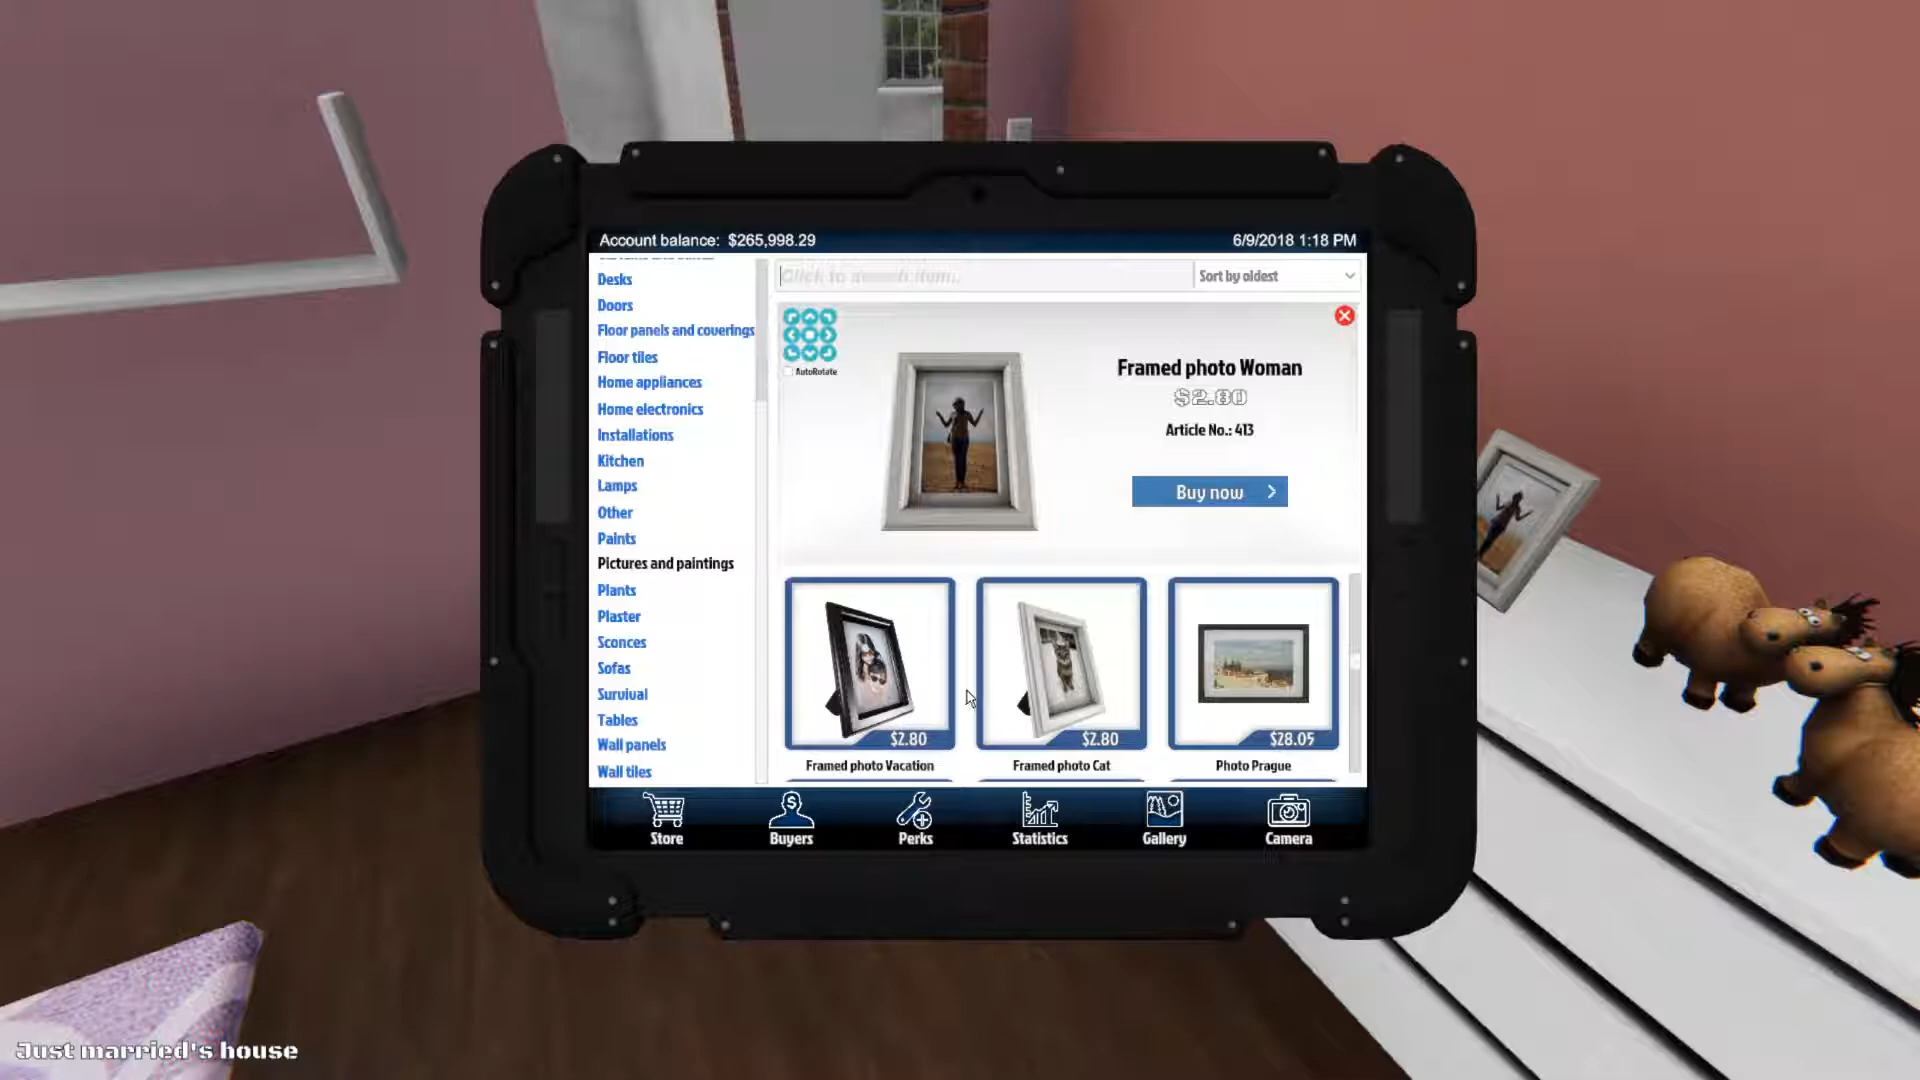 Account balance: $265,998.29
6/9/2018 1:18 PM
Desks
Doors
Floor panels and coverings
Floor tiles
Home appliances
Home electronics
Installations
Kitchen
Lamps
Other
Paints
Pictures and paintings
Plants
Plaster
Sconces
Sofas
Survival
Tables
Wall panels
Wall tiles
Click to search item.
Sort by oldest
AutoRotate
Framed photo Woman
$2.80
Article No.: 413
Buy now
$2.80
Framed photo Vacation
$2.80
Framed photo Cat
$28.05
Photo Prague
Store
Buyers
Perks
Statistics
Gallery
Camera
Just married's house